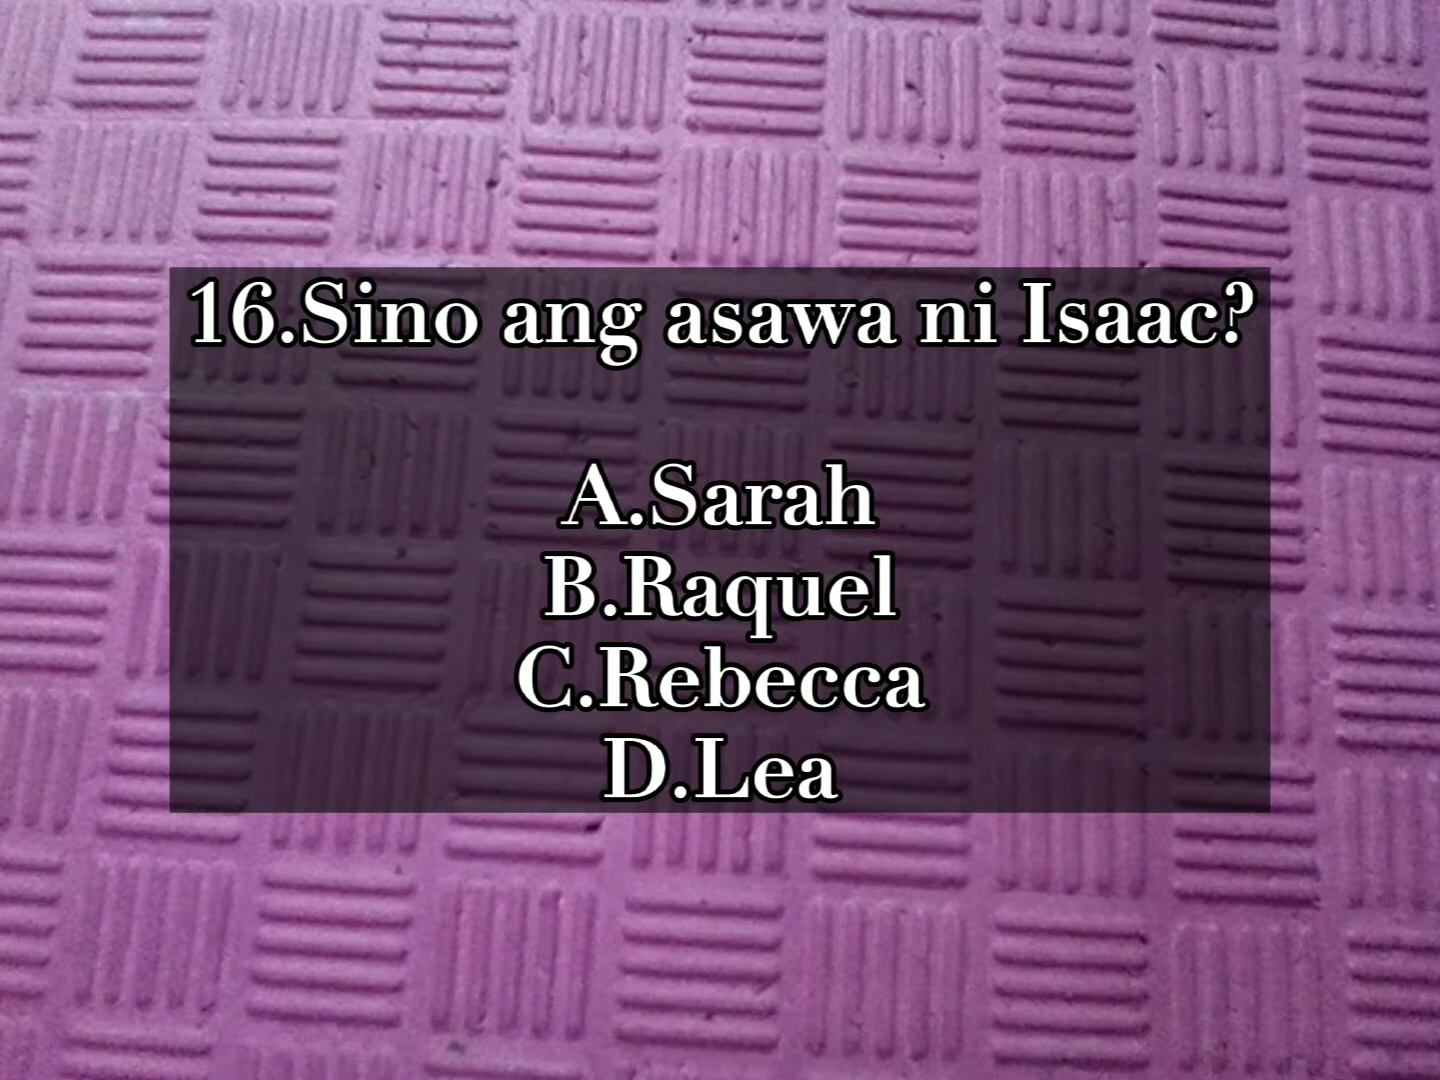 16.Sino ang asawa ni Isaac?
A.Sarah
B.Raquel
C.Rebecca
D.Lea